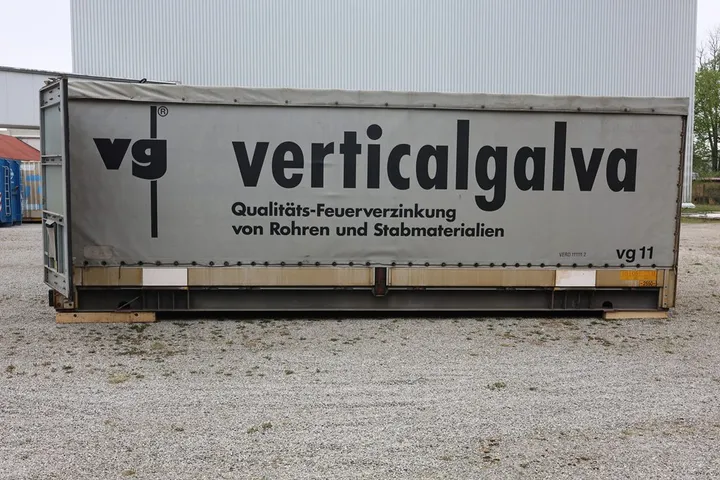 vg®
verticalgalva
Qualitäts-Feuerverzinkung
von Rohren und Stabmaterialien
vg 11